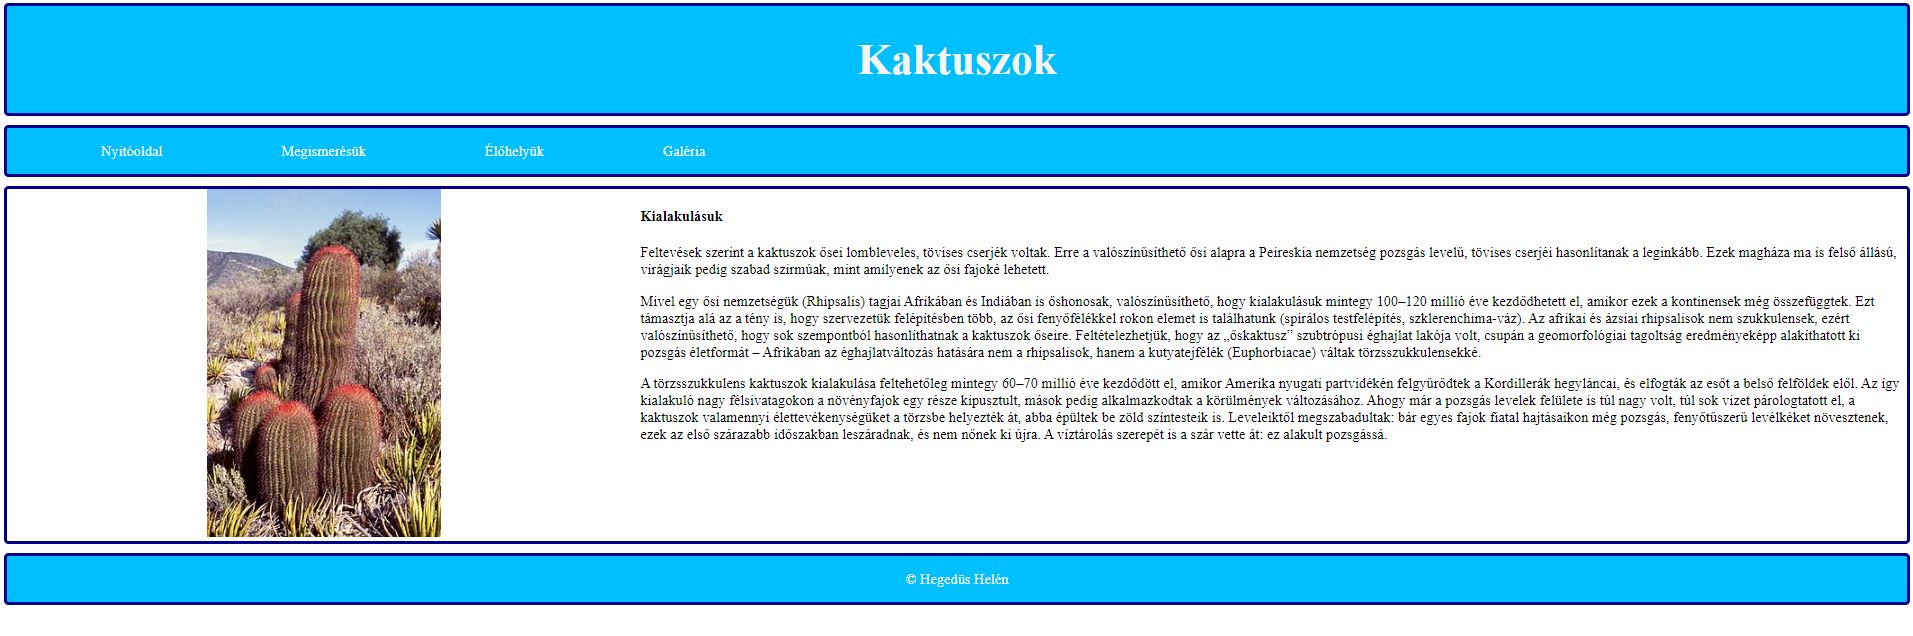 Kaktuszok
Nyitóoldal Megismerésük Élőhelyük Galéria
Kialakulásuk
Feltevések szerint a kaktuszok ősei lombleveles, tövises cserjék voltak. Erre a valószínűsíthető ősi alapra a Peireskia nemzetség pozsgás levelű, tövises cserjéi hasonlítanak a leginkább. Ezek magháza ma is felső állású,
virágjaik pedig szabad szirmúak, mint amilyenek az ősi fajoké lehetett.
Mivel egy ősi nemzetségük (Rhipsalis) tagjai Afrikában és Indiában is őshonosak, valószínűsíthető, hogy kialakulásuk mintegy 100–120 millió éve kezdődhetett el, amikor ezek a kontinensek még összefüggtek. Ezt
támasztja alá az a tény is, hogy szervezetük felépítésben több, az ősi fenyőfélékkel rokon elemet is találhatunk (spirálos testfelépítés, szklerenchima-váz). Az afrikai és ázsiai rhipsalisok nem szukkulensek, ezért
valószínűsíthető, hogy sok szempontból hasonlíthatnak a kaktuszok őseire. Feltételezhetjük, hogy az „őskaktusz” szubtrópusi éghajlat lakója volt, csupán a geomorfológiai tagoltság eredményeképp alakíthatott ki
pozsgás életformát – Afrikában az éghajlatváltozás hatására nem a rhipsalisok, hanem a kutyatejfélék (Euphorbiacae) váltak törzsszukkulensekké.
A törzsszukkulens kaktuszok kialakulása feltehetőleg mintegy 60–70 millió éve kezdődött el, amikor Amerika nyugati partvidékén felgyűrődtek a Kordillerák hegyláncai, és elfogták az esőt a belső felföldek elől. Az így
kialakuló nagy félsivatagokon a növényfajok egy része kipusztult, mások pedig alkalmazkodtak a körülmények változásához. Ahogy már a pozsgás levelek felülete is túl nagy volt, túl sok vizet párologtatott el, a
kaktuszok valamennyi élettevékenységüket a törzsbe helyezték át, abba épültek be zöld színtesteik is. Leveleiktől megszabadultak: bár egyes fajok fiatal hajtásaikon még pozsgás, fenyőtűszerű levélkéket növesztenek,
ezek az első szárazabb időszakban leszáradnak, és nem nőnek ki újra. A víztárolás szerepét is a szár vette át: ez alakult pozsgássá.
© Hegedüs Helén